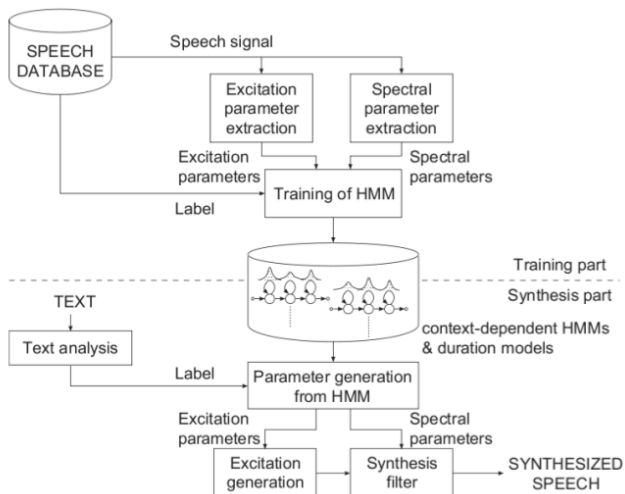 SPEECH
DATABASE
Speech signal
Excitation
parameter
extraction
Spectral
parameter
extraction
Excitation
parameters
Spectral
parameters
Training of HMM
Label
Training part
Synthesis part
TEXT
context-dependent HMMs
& duration models
Text analysis
Label
Parameter generation
from HMM
Excitation
parameters
Spectral
parameters
Excitation
generation
Synthesis
filter
SYNTHESIZED
SPEECH